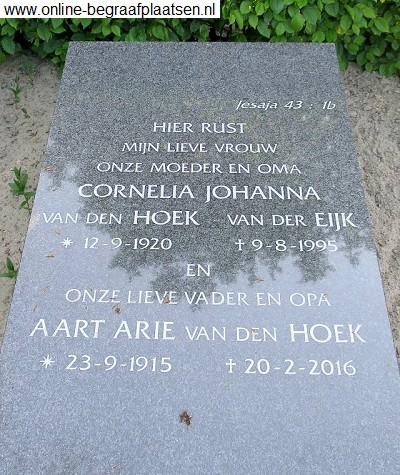 www.online-begraafplaatsen.nl
Jesaja 43 : 1b
HIER RUST
MIJN LIEVE VROUW
ONZE MOEDER EN OMA
CORNELIA JOHANNA
VAN DEN HOEK VAN DER EIJK
* 12-9-1920 † 9-8-1995
EN
ONZE LIEVE VADER EN OPA
AART ARIE VAN DEN HOEK
* 23-9-1915 † 20-2-2016